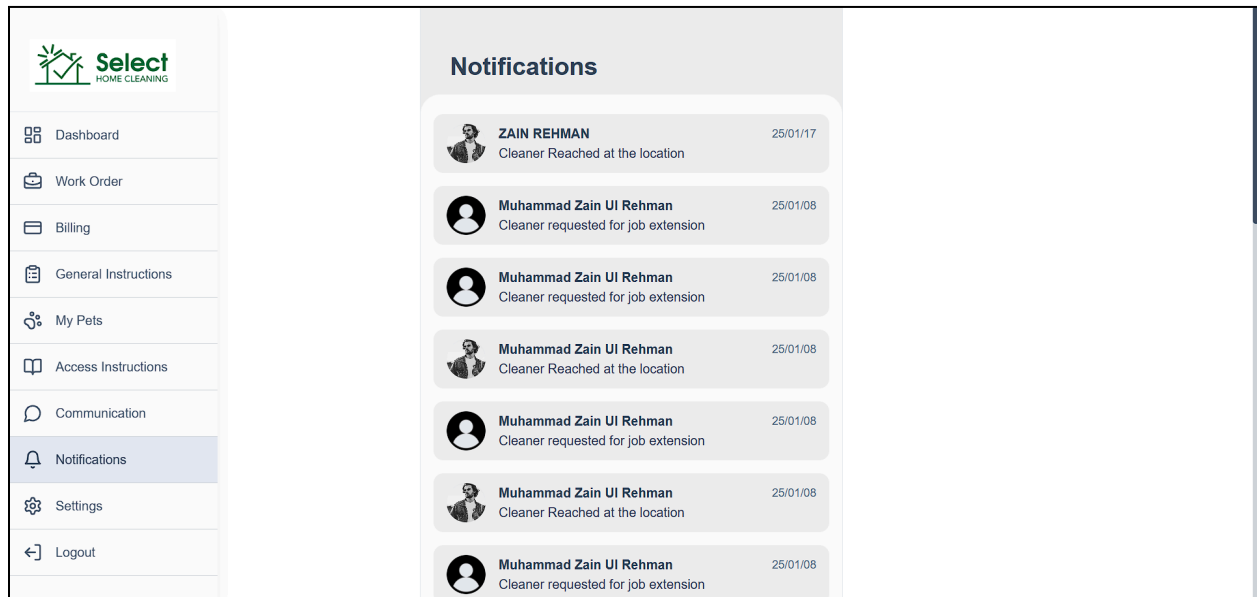 Select
HOME CLEANING
Dashboard
Work Order
Billing
General Instructions
My Pets
Access Instructions
Communication
Notifications
Settings
Logout
Notifications
ZAIN REHMAN 25/01/17
Cleaner Reached at the location
Muhammad Zain Ul Rehman 25/01/08
Cleaner requested for job extension
Muhammad Zain Ul Rehman 25/01/08
Cleaner requested for job extension
Muhammad Zain Ul Rehman 25/01/08
Cleaner Reached at the location
Muhammad Zain Ul Rehman 25/01/08
Cleaner requested for job extension
Muhammad Zain Ul Rehman 25/01/08
Cleaner Reached at the location
Muhammad Zain Ul Rehman 25/01/08
Cleaner requested for job extension